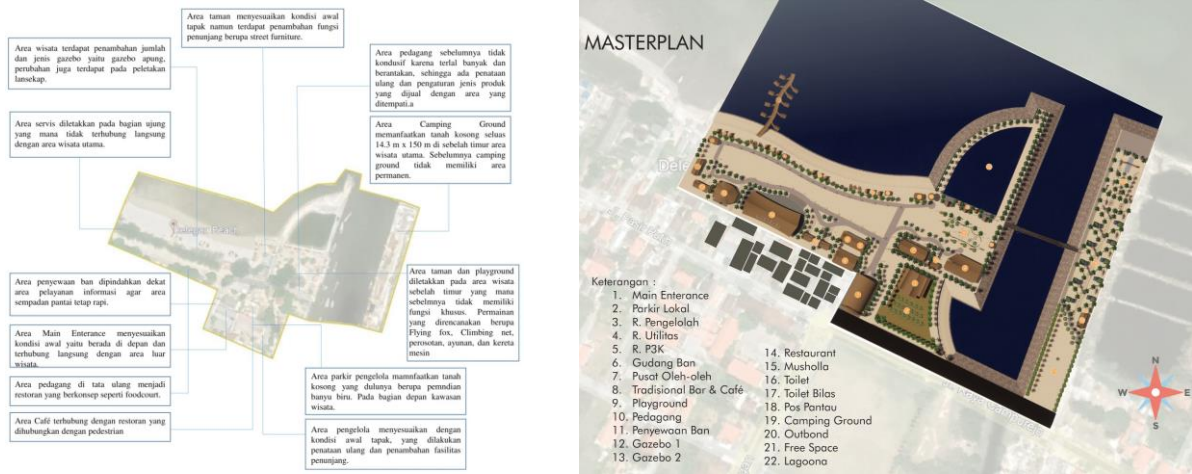 Area taman menyesuaikan kondisi awal
tapak namun terdapat penambahan fungsi
penunjang berupa street furniture.
Area wisata terdapat penambahan jumlah
dan jenis gazebo yaitu gazebo apung,
perubahan juga terdapat pada peletakan
lansekap.
Area pedagang sebelumnya tidak
kondusif karena terlal banyak dan
berantakan, sehingga ada penataan
ulang dan pengaturan jenis produk
yang dijual dengan area yang
ditempati.a
Area servis diletakkan pada bagian ujung
yang mana tidak terhubung langsung
dengan area wisata utama.
Area Camping Ground
memanfaatkan tanah kosong seluas
14.3 m x 150 m di sebelah timur area
wisata utama. Sebelumnya camping
ground tidak memiliki area
permanen.
Area penyewaan ban dipindahkan dekat
area pelayanan informasi agar area
sempadan pantai tetap rapi.
Area Main Enterance menyesuaikan
kondisi awal yaitu berada di depan dan
terhubung langsung dengan area luar
wisata.
Area pedagang di tata ulang menjadi
restoran yang berkonsep seperti foodcourt.
Area Café terhubung dengan restoran yang
dihubungkan dengan pedestrian
Area taman dan playground
diletakkan pada area wisata
sebelah timur yang mana
sebelmnya tidak memiliki
fungsi khusus. Permainan
yang direncanakan berupa
Flying fox, Climbing net,
perosotan, ayunan, dan kereta
mesin
Area parkir pengelola mamnfaatkan tanah
kosong yang dulunya berupa pemndian
banyu biru. Pada bagian depan kawasan
wisata.
Area pengelola menyesuaikan dengan
kondisi awal tapak, yang dilakukan
penataan ulang dan penambahan fasilitas
penunjang.
MASTERPLAN
Keterangan :
1. Main Enterance
2. Parkir Lokal
3. R. Pengelolah
4. R. Utilitas
5. R. P3K
6. Gudang Ban
7. Pusat Oleh-oleh
8. Tradisional Bar & Café
9. Playground
10. Pedagang
11. Penyewaan Ban
12. Gazebo 1
13. Gazebo 2
14. Restaurant
15. Musholla
16. Toilet
17. Toilet Bilas
18. Pos Pantau
19. Camping Ground
20. Outbond
21. Free Space
22. Lagoona
N
W E
S